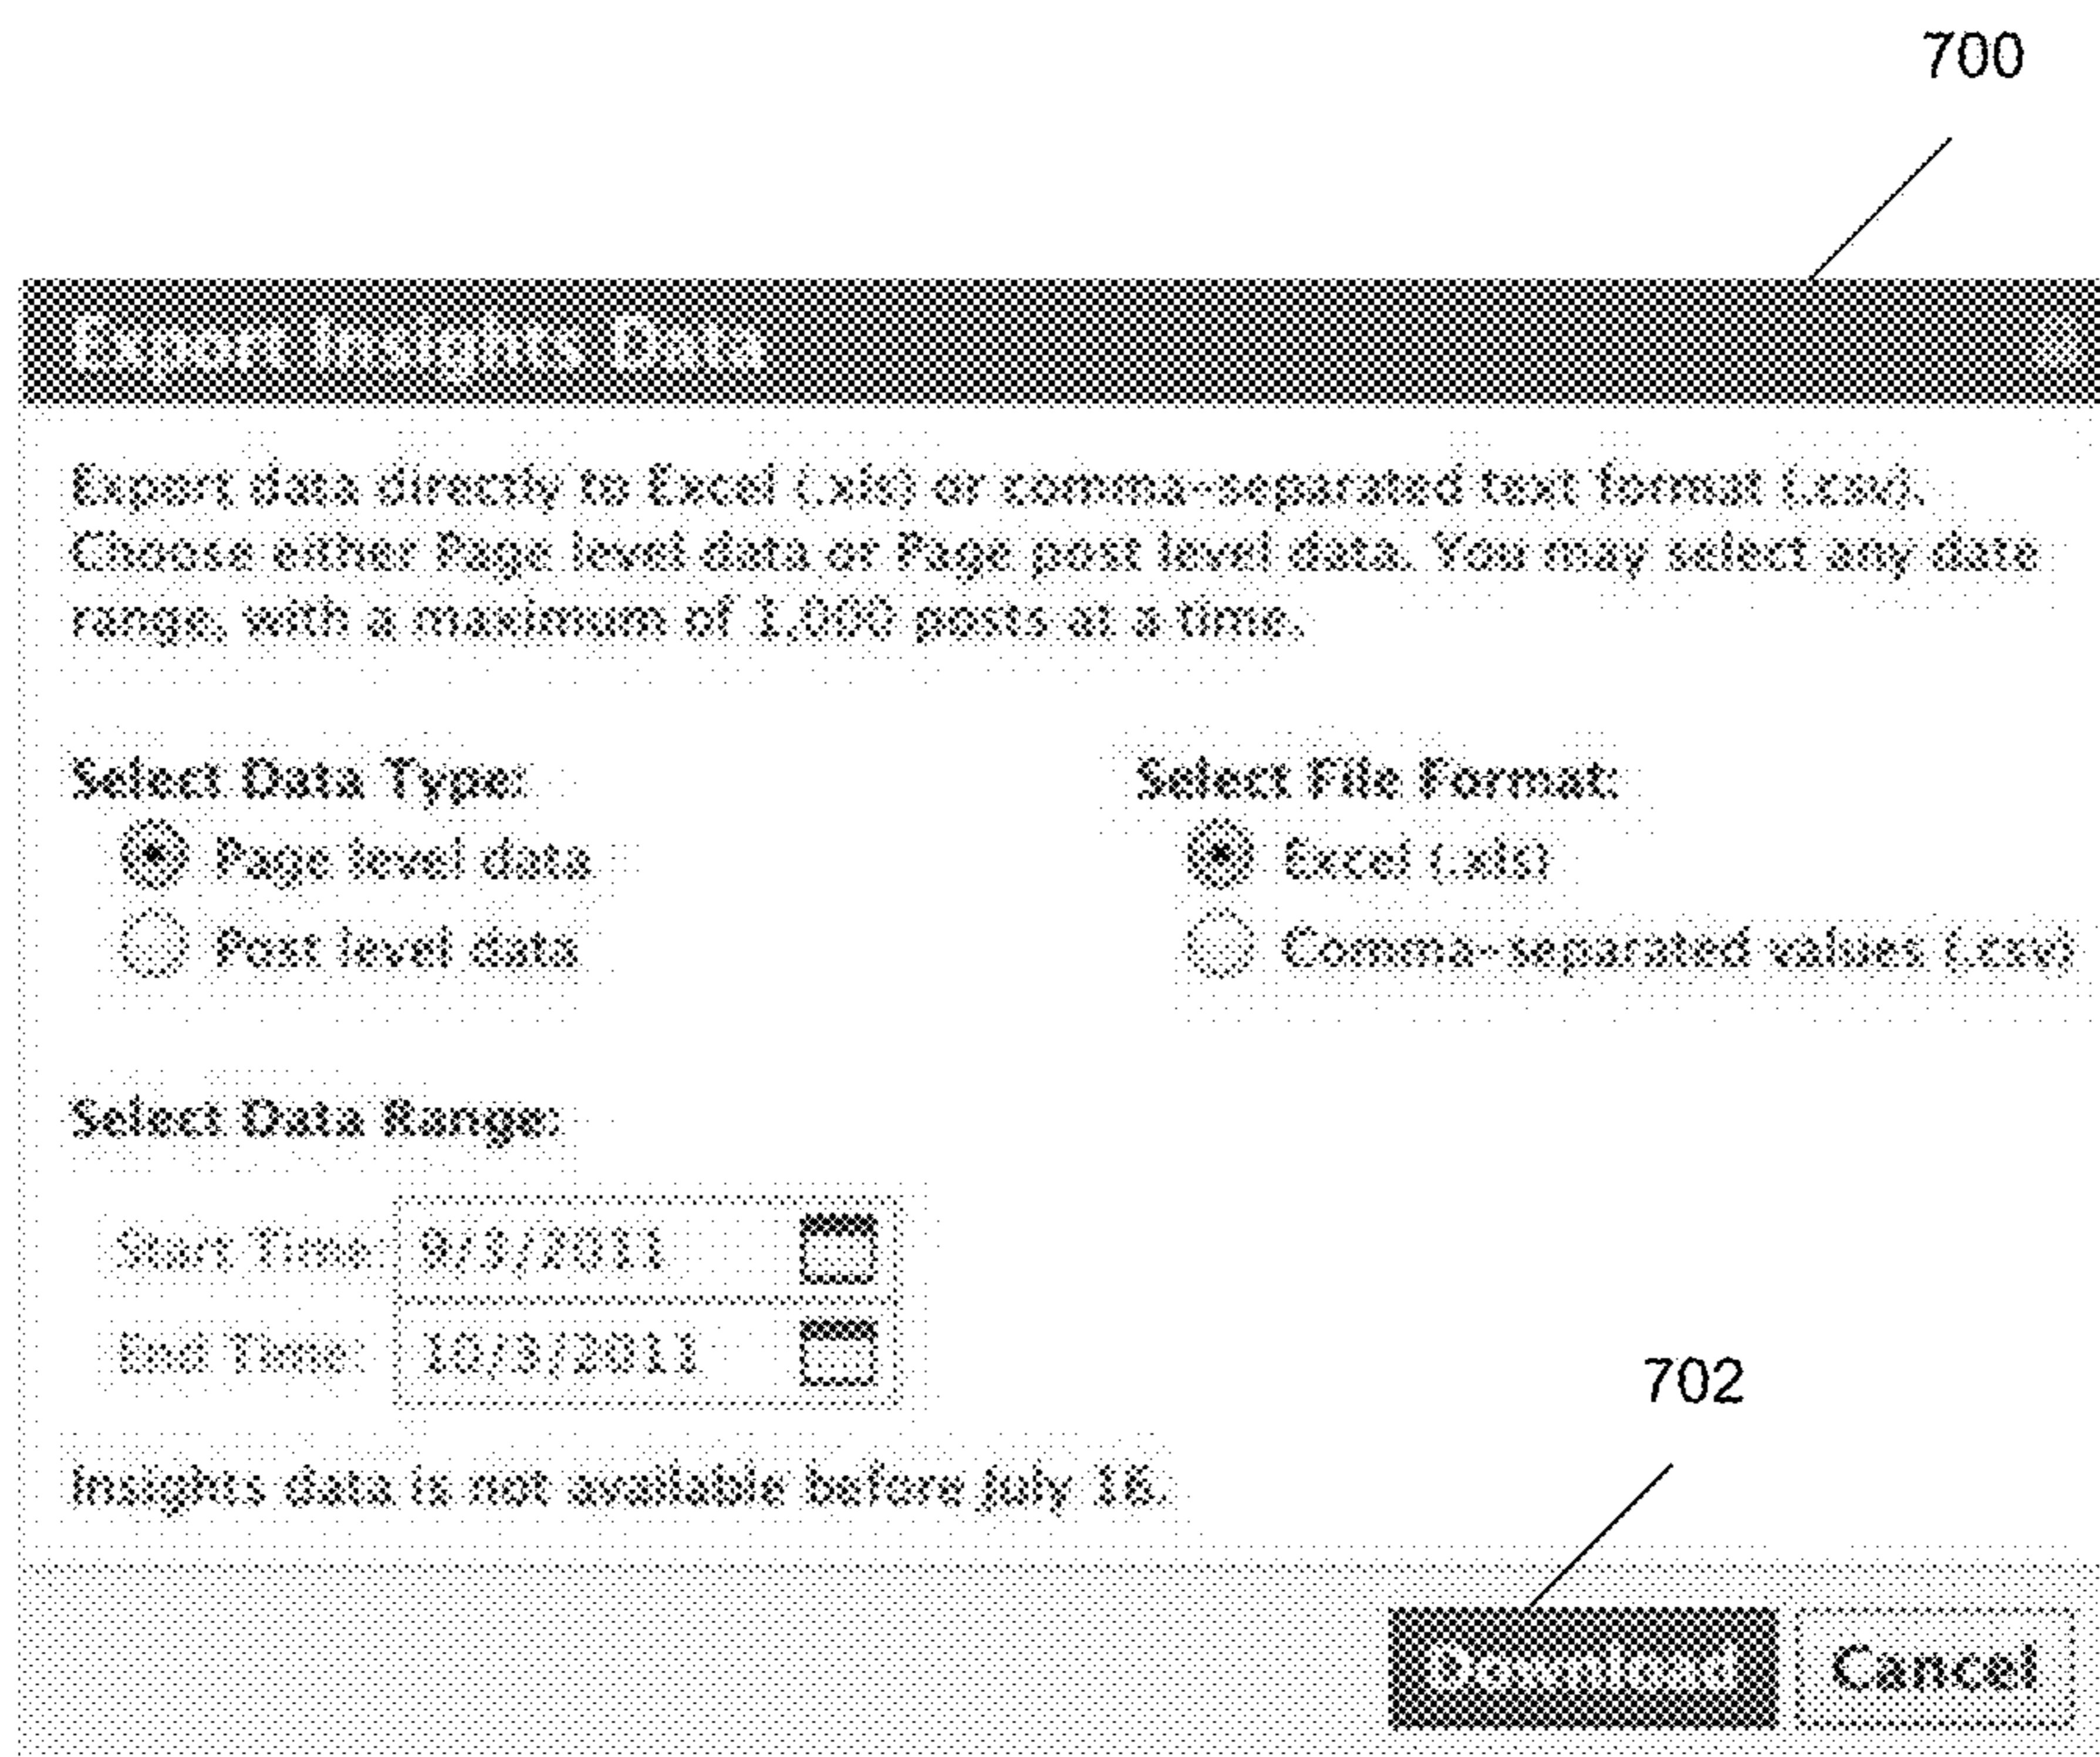 700
Export Insights Data
Export data directly to Excel (.xls) or comma-separated text format (.csv).
Choose either Page level data or Page post level data. You may select any date
range, with a maximum of 1,000 posts at a time.
Select Data Type:
Page level data
Post level data
Select File Format:
Excel (.xls)
Comma-separated values (.csv)
Select Data Range:
Start Time: 9/3/2011
End Time: 10/3/2011
Insights data is not available before July
702
Download
Cancel